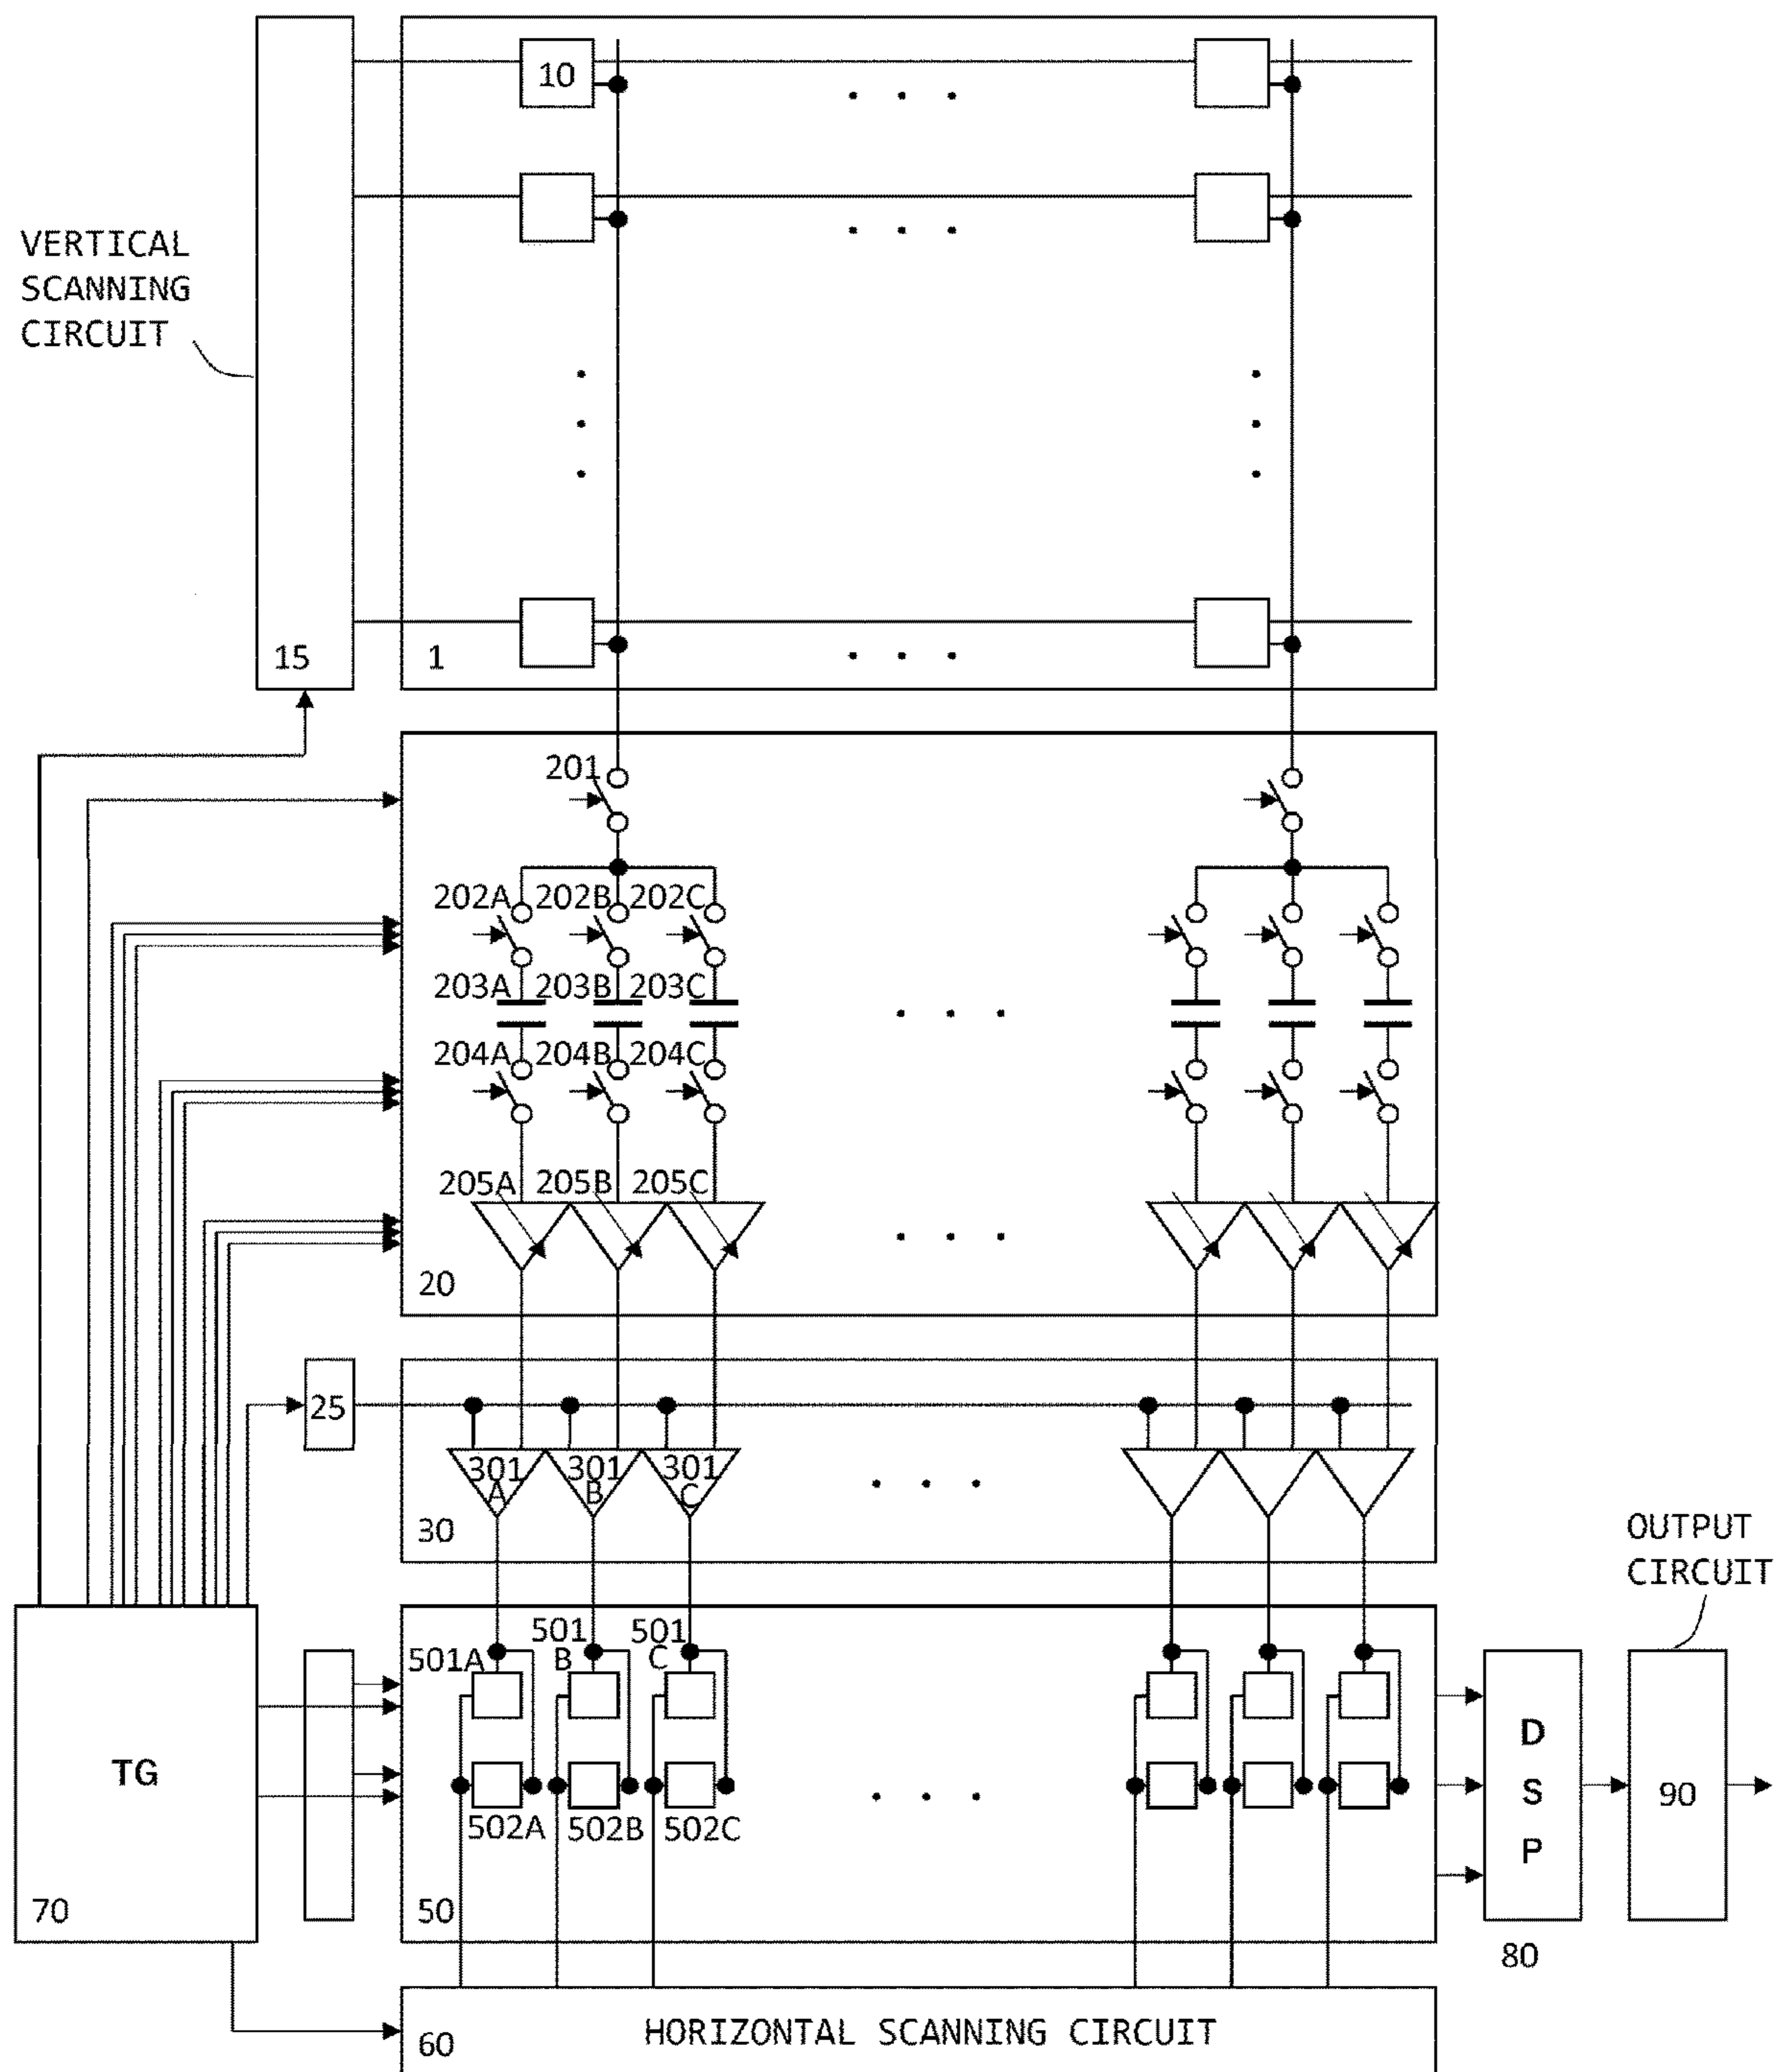 10
VERTICAL
SCANNING
CIRCUIT
15
1
201
202A 202B 202C
203A 203B 203C
204A 204B 204C
205A 205B 205C
20
25
301
A
301
B
301
C
30
OUTPUT
CIRCUIT
501A
501
B
501
C
TG
D
S
P
90
502A 502B 502C
70
50
80
60
HORIZONTAL SCANNING CIRCUIT